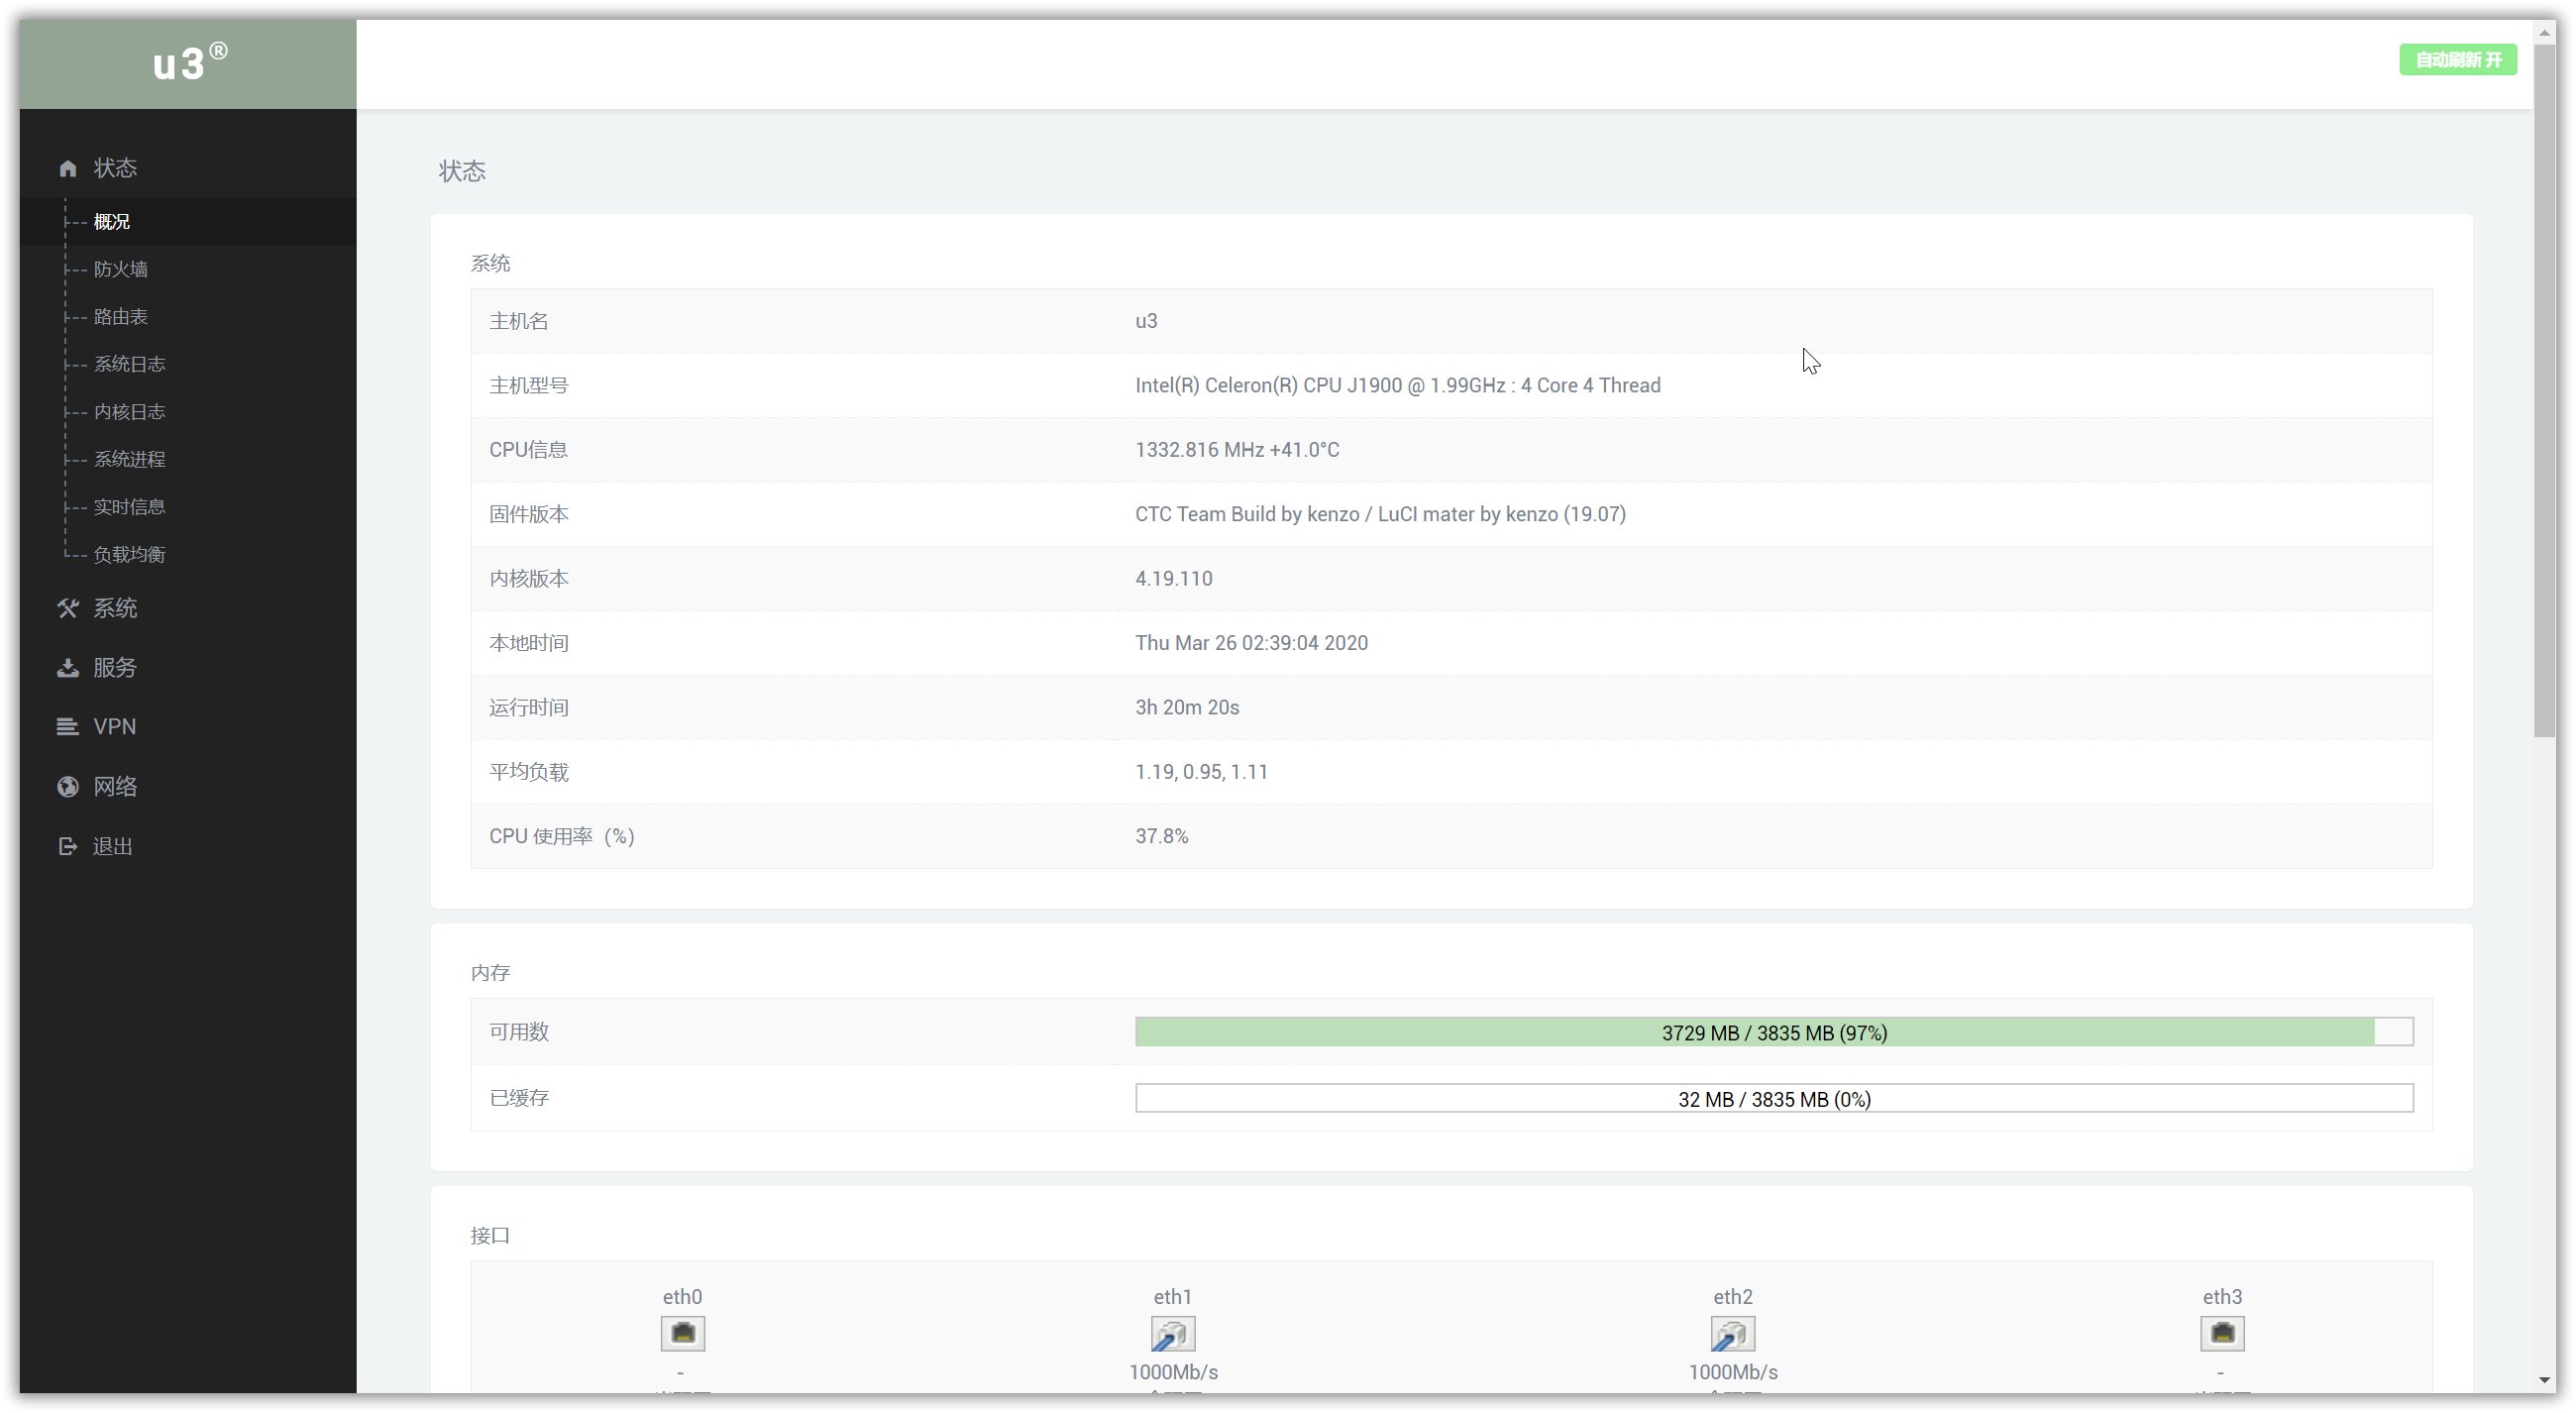 u3®
自动刷新 开
状态
概况
防火墙
路由表
系统日志
内核日志
系统进程
实时信息
负载均衡
系统
服务
VPN
网络
退出
状态
系统
主机名 u3
主机型号 Intel(R) Celeron(R) CPU J1900 @ 1.99GHz : 4 Core 4 Thread
CPU信息 1332.816 MHz +41.0°C
固件版本 CTC Team Build by kenzo / LuCI mater by kenzo (19.07)
内核版本 4.19.110
本地时间 Thu Mar 26 02:39:04 2020
运行时间 3h 20m 20s
平均负载 1.19, 0.95, 1.11
CPU 使用率（%） 37.8%
内存
可用数 3729 MB / 3835 MB (97%)
已缓存 32 MB / 3835 MB (0%)
接口
eth0 eth1 eth2 eth3
- 1000Mb/s 1000Mb/s -